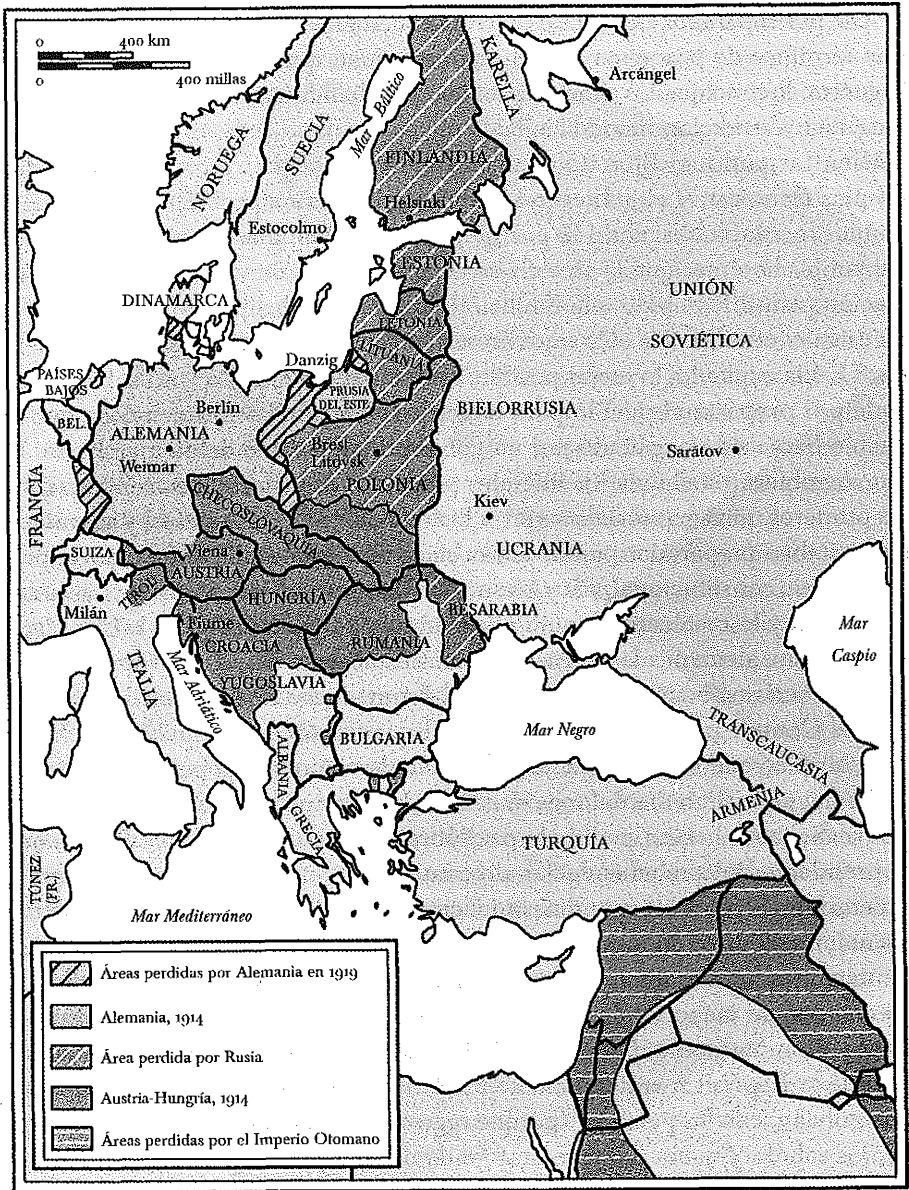 0 400 km
0 400 millas
KARELLA
Arcángel
Mar Báltico
NORUEGA
SUECIA
FINLANDIA
Helsinki
Estocolmo
ESTONIA
DINAMARCA
UNIÓN
SOVIÉTICA
LETONIA
LITUANIA
Danzig
PAÍSES
BAJOS
PRUSIA
DEL ESTE
BIELORRUSIA
Berlín
BEL.
ALEMANIA
Weimar
Brest
Litovsk
Sarátov
POLONIA
FRANCIA
CHECOSLOVAQUIA
Kiev
UCRANIA
SUIZA
Viena
AUSTRIA
TIROL
HUNGRÍA
BESARABIA
Milán
Fiume
CROACIA
RUMANÍA
Mar
Caspio
ITALIA
Mar Adriático
YUGOSLAVIA
BULGARIA
Mar Negro
TRANSCAUCASIA
ALBANIA
ARMENIA
GRECIA
TURQUÍA
TÚNEZ
(FR.)
Mar Mediterráneo
Áreas perdidas por Alemania en 1919
Alemania, 1914
Área perdida por Rusia
Austria-Hungría, 1914
Áreas perdidas por el Imperio Otomano